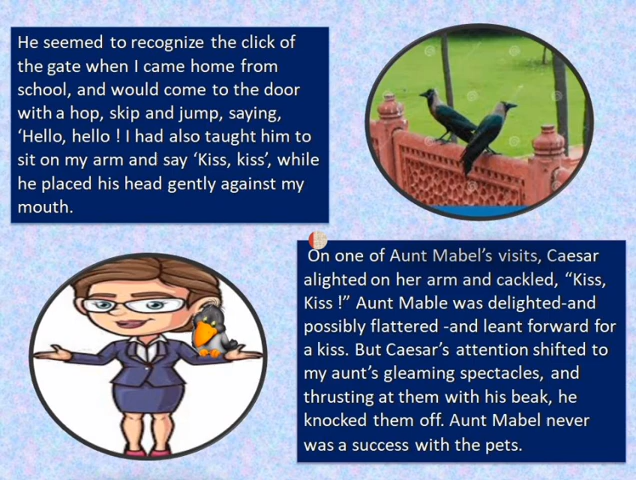 He seemed to recognize the click of
the gate when I came home from
school, and would come to the door
with a hop, skip and jump, saying,
‘Hello, hello ! I had also taught him to
sit on my arm and say ‘Kiss, kiss’, while
he placed his head gently against my
mouth.
On one of Aunt Mabel’s visits, Caesar
alighted on her arm and cackled, “Kiss,
Kiss !” Aunt Mable was delighted-and
possibly flattered -and leant forward for
a kiss. But Caesar’s attention shifted to
my aunt’s gleaming spectacles, and
thrusting at them with his beak, he
knocked them off. Aunt Mabel never
was a success with the pets.